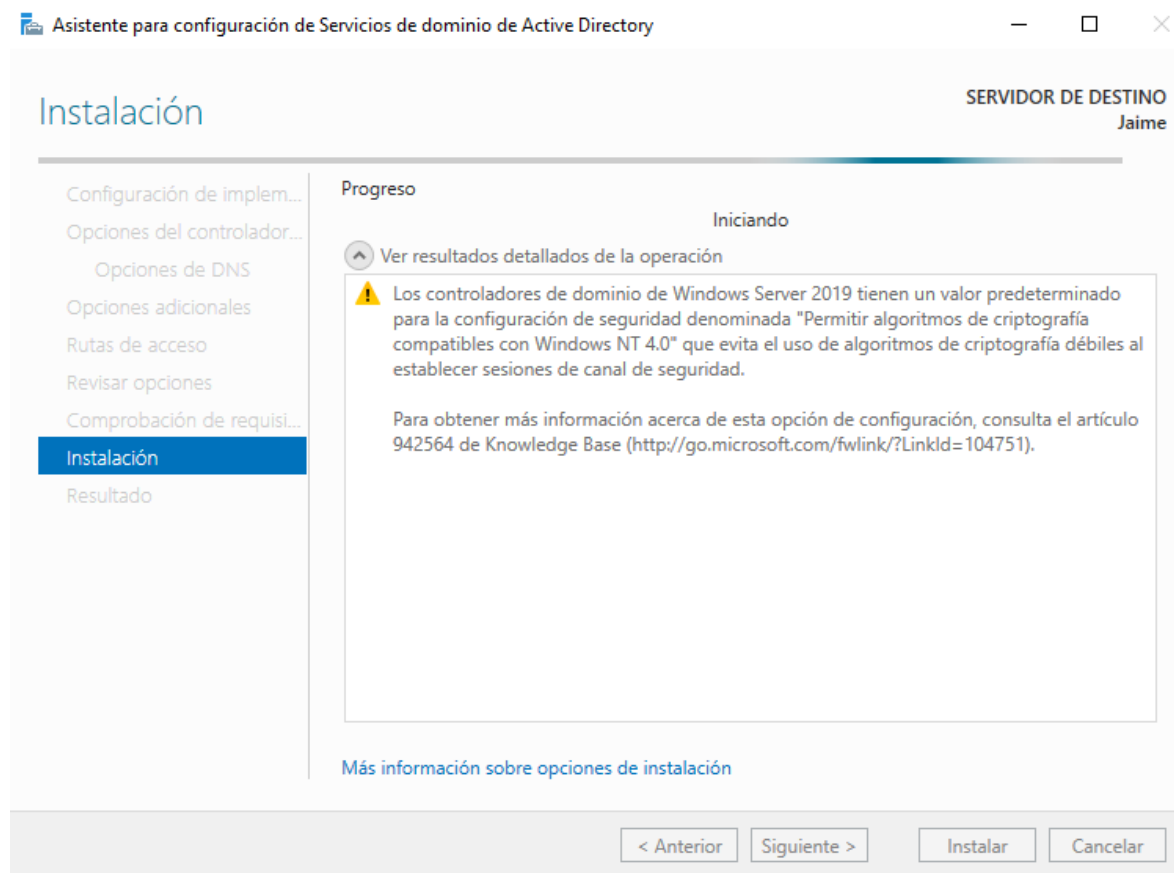 Asistente para configuración de Servicios de dominio de Active Directory
Instalación
SERVIDOR DE DESTINO
Jaime
Configuración de implem...
Opciones del controlador...
Opciones de DNS
Opciones adicionales
Rutas de acceso
Revisar opciones
Comprobación de requisi...
Instalación
Resultado
Progreso
Iniciando
Ver resultados detallados de la operación
Los controladores de dominio de Windows Server 2019 tienen un valor predeterminado
para la configuración de seguridad denominada "Permitir algoritmos de criptografía
compatibles con Windows NT 4.0" que evita el uso de algoritmos de criptografía débiles al
establecer sesiones de canal de seguridad.
Para obtener más información acerca de esta opción de configuración, consulta el artículo
942564 de Knowledge Base (http://go.microsoft.com/fwlink/?LinkId=104751).
Más información sobre opciones de instalación
< Anterior
Siguiente >
Instalar
Cancelar